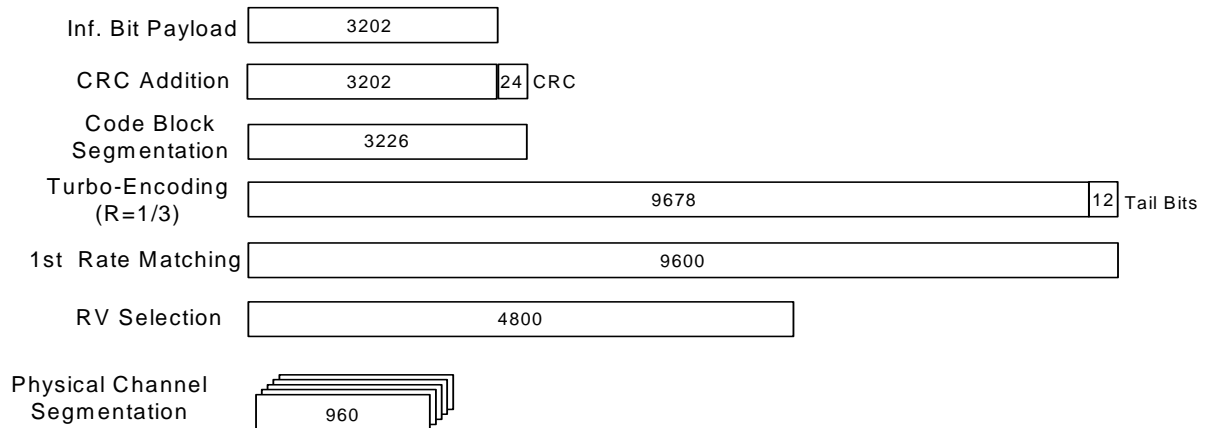 Inf. Bit Payload 3202
CRC Addition 3202 24 CRC
Code Block
Segmentation 3226
Turbo-Encoding
(R=1/3) 9678 12 Tail Bits
1st Rate Matching 9600
RV Selection 4800
Physical Channel
Segmentation 960